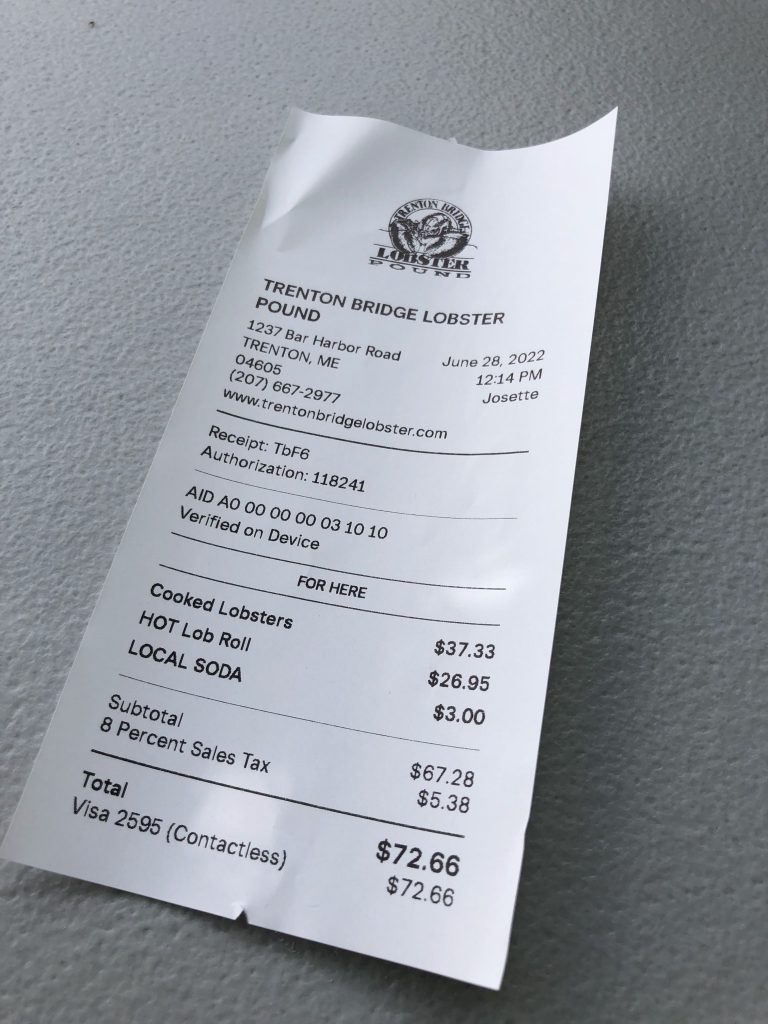 TRENTON BRIDGE
LOBSTER
POUND
TRENTON BRIDGE LOBSTER
POUND
1237 Bar Harbor Road
TRENTON, ME
04605
(207) 667-2977
www.trentonbridgelobster.com
June 28, 2022
12:14 PM
Josette
Receipt: TbF6
Authorization: 118241
AID A0 00 00 00 03 10 10
Verified on Device
FOR HERE
Cooked Lobsters $37.33
HOT Lob Roll $26.95
LOCAL SODA $3.00
Subtotal $67.28
8 Percent Sales Tax $5.38
Total $72.66
Visa 2595 (Contactless) $72.66